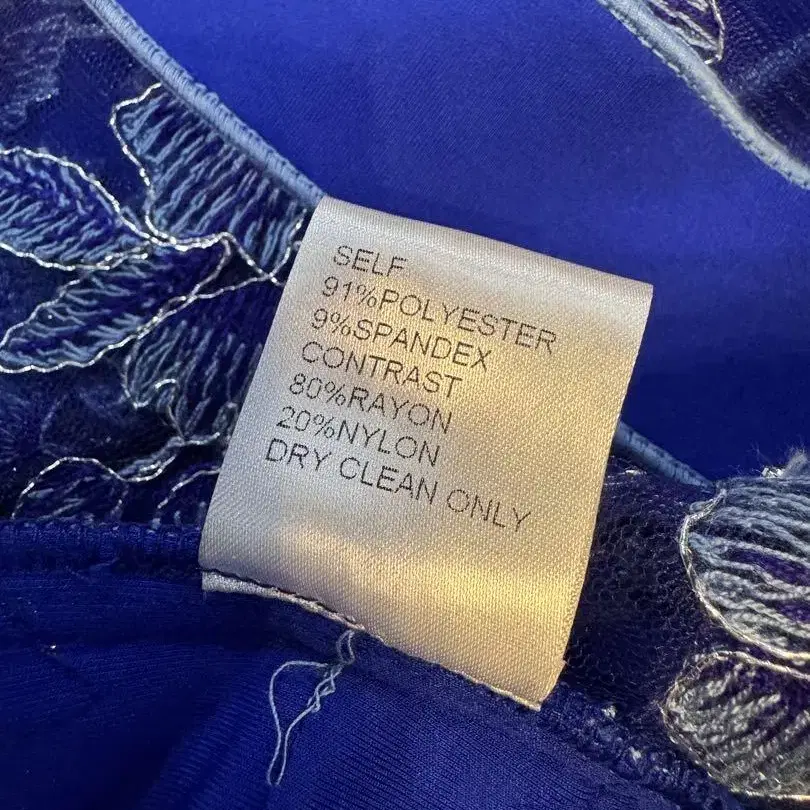 SELF
91%POLYESTER
9%SPANDEX
CONTRAST
80%RAYON
20%NYLON
DRY CLEAN ONLY